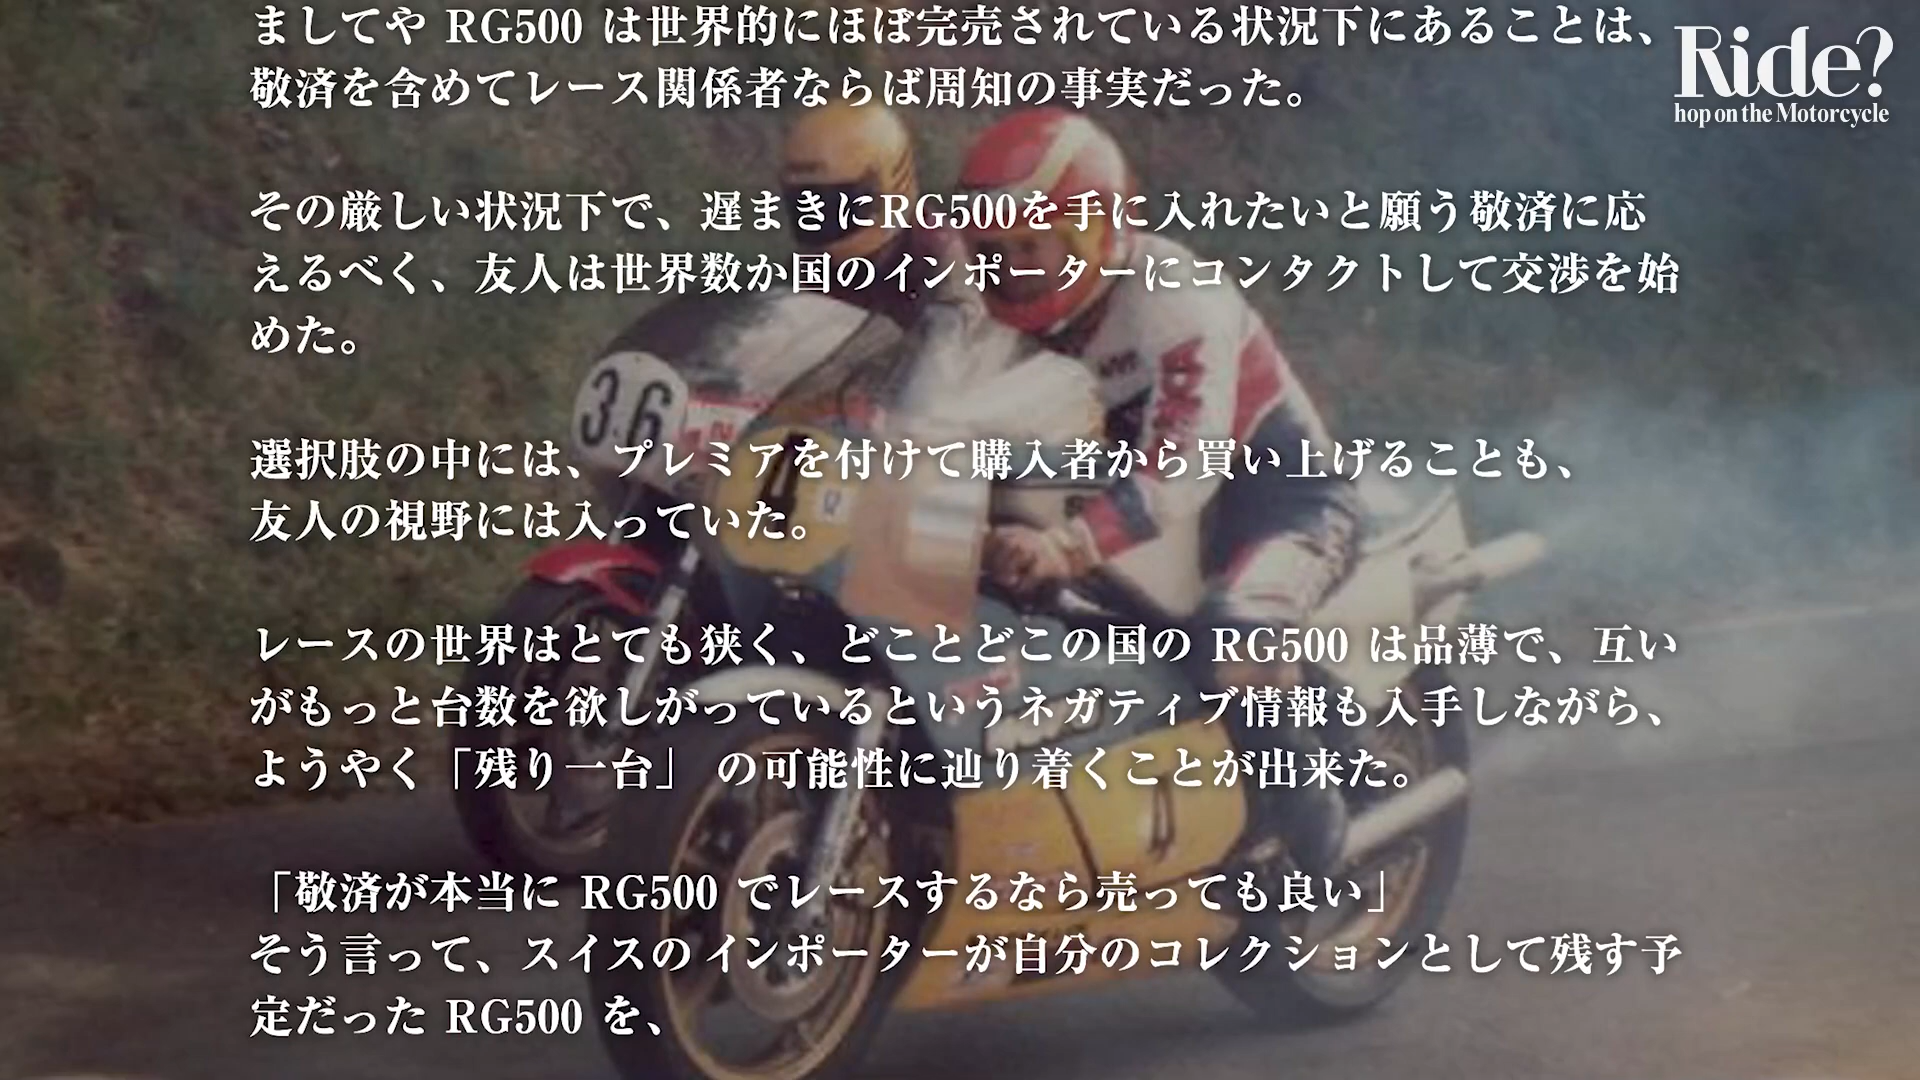 ましてや RG500 は世界的にほぼ完売されている状況下にあることは、
敬済を含めてレース関係者ならば周知の事実だった。
Ride?
hop on the Motorcycle
その厳しい状況下で、遅まきにRG500を手に入れたいと願う敬済に応
えるべく、友人は世界数か国のインポーターにコンタクトして交渉を始
めた。
36
選択肢の中には、プレミアを付けて購入者から買い上げることも、
友人の視野には入っていた。
レースの世界はとても狭く、どことどこの国の RG500 は品薄で、互い
がもっと台数を欲しがっているというネガティブ情報も入手しながら、
ようやく「残り一台」 の可能性に辿り着くことが出来た。
「敬済が本当に RG500 でレースするなら売っても良い」
そう言って、スイスのインポーターが自分のコレクションとして残す予
定だった RG500 を、